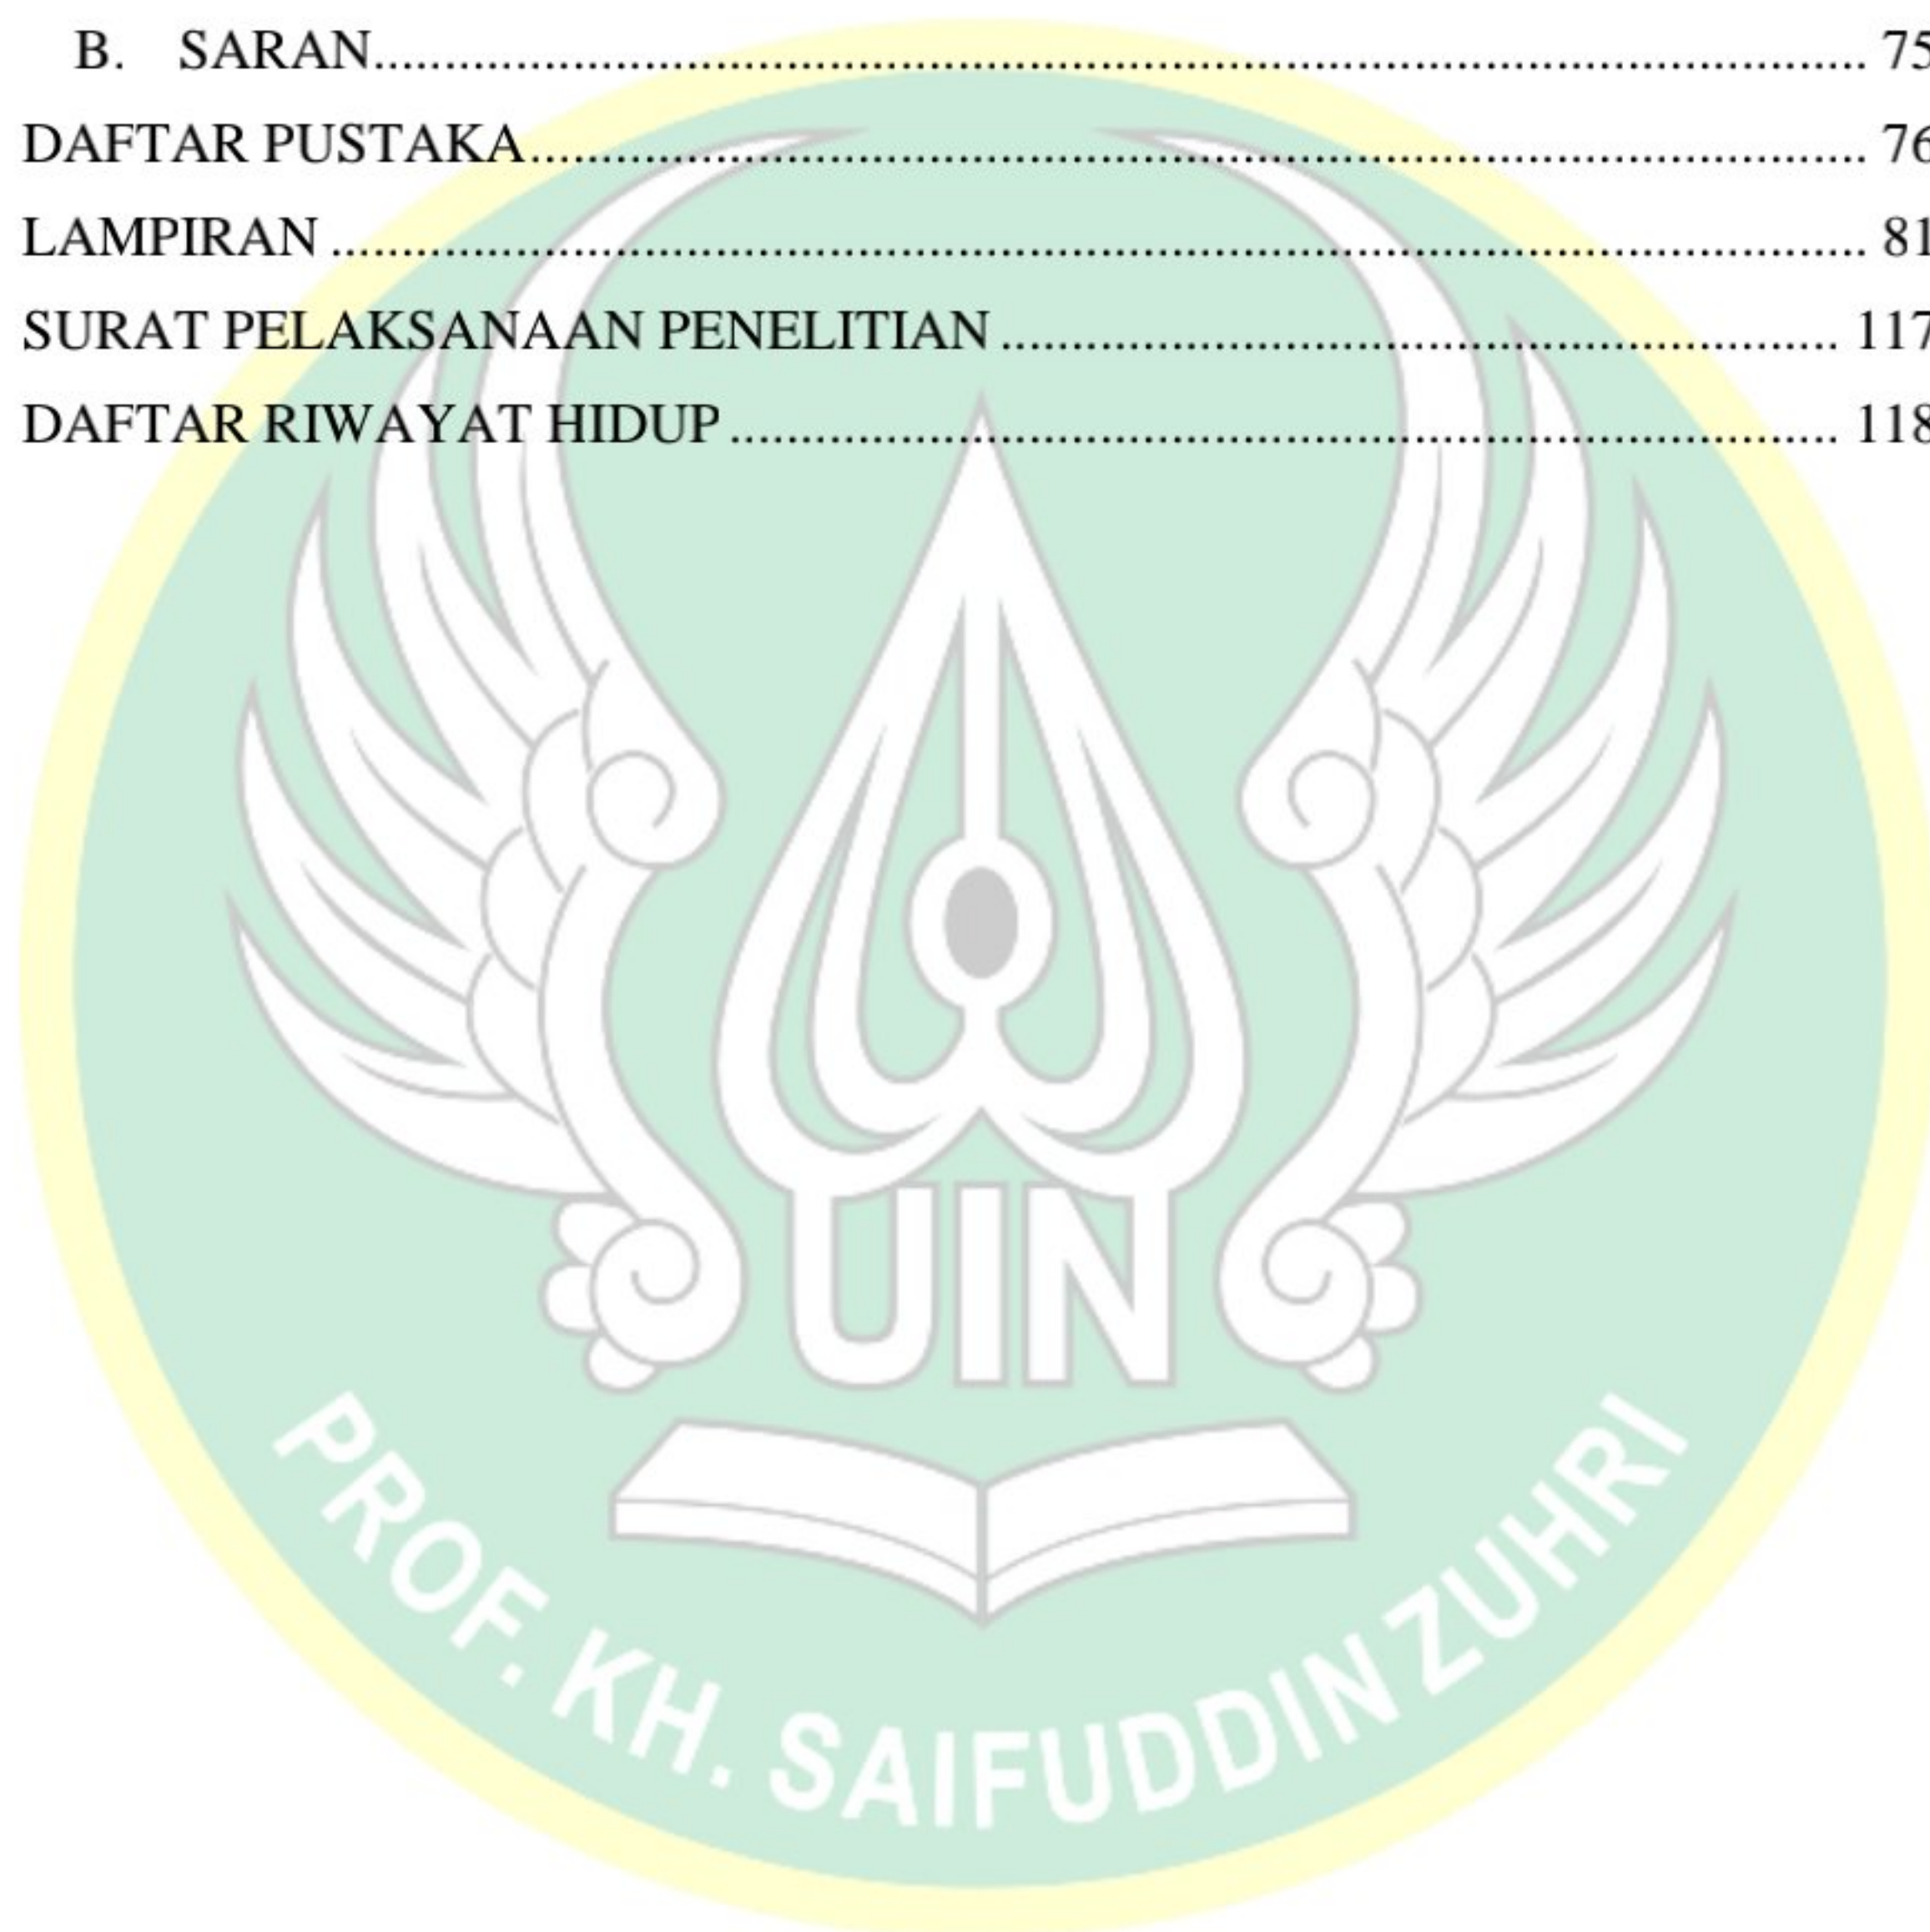 B. SARAN........................................................................................................ 75
DAFTAR PUSTAKA............................................................................................. 76
LAMPIRAN ........................................................................................................... 81
SURAT PELAKSANAAN PENELITIAN .......................................................... 117
DAFTAR RIWAYAT HIDUP ............................................................................. 118
UIN
PROF. KH. SAIFUDDIN ZUHRI